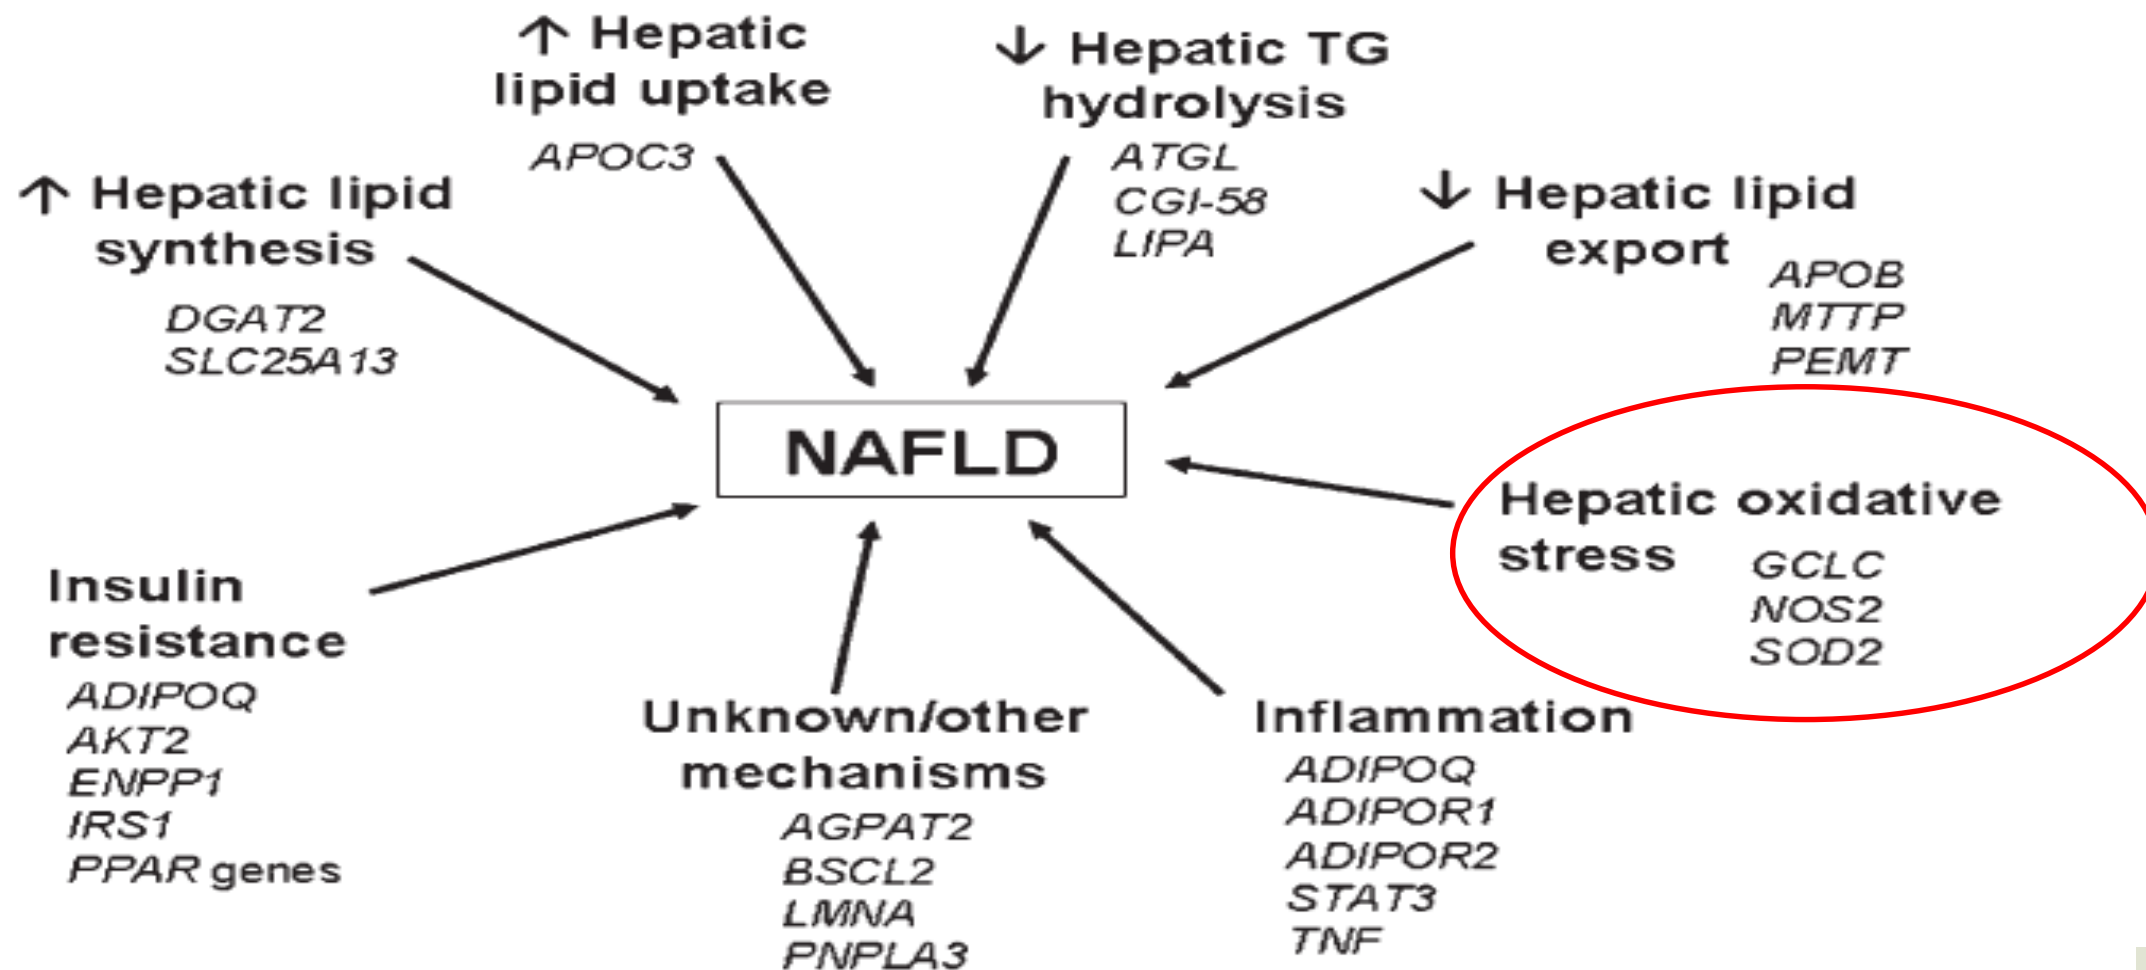 ↑ Hepatic
lipid uptake
APOC3
↓ Hepatic TG
hydrolysis
ATGL
CGI-58
LIPA
↑ Hepatic lipid
synthesis
DGAT2
SLC25A13
↓ Hepatic lipid
export
APOB
MTTP
PEMT
NAFLD
Hepatic oxidative
stress
GCLC
NOS2
SOD2
Insulin
resistance
ADIPOQ
AKT2
ENPP1
IRS1
PPAR genes
Unknown/other
mechanisms
AGPAT2
BSCL2
LMNA
PNPLA3
Inflammation
ADIPOQ
ADIPOR1
ADIPOR2
STAT3
TNF